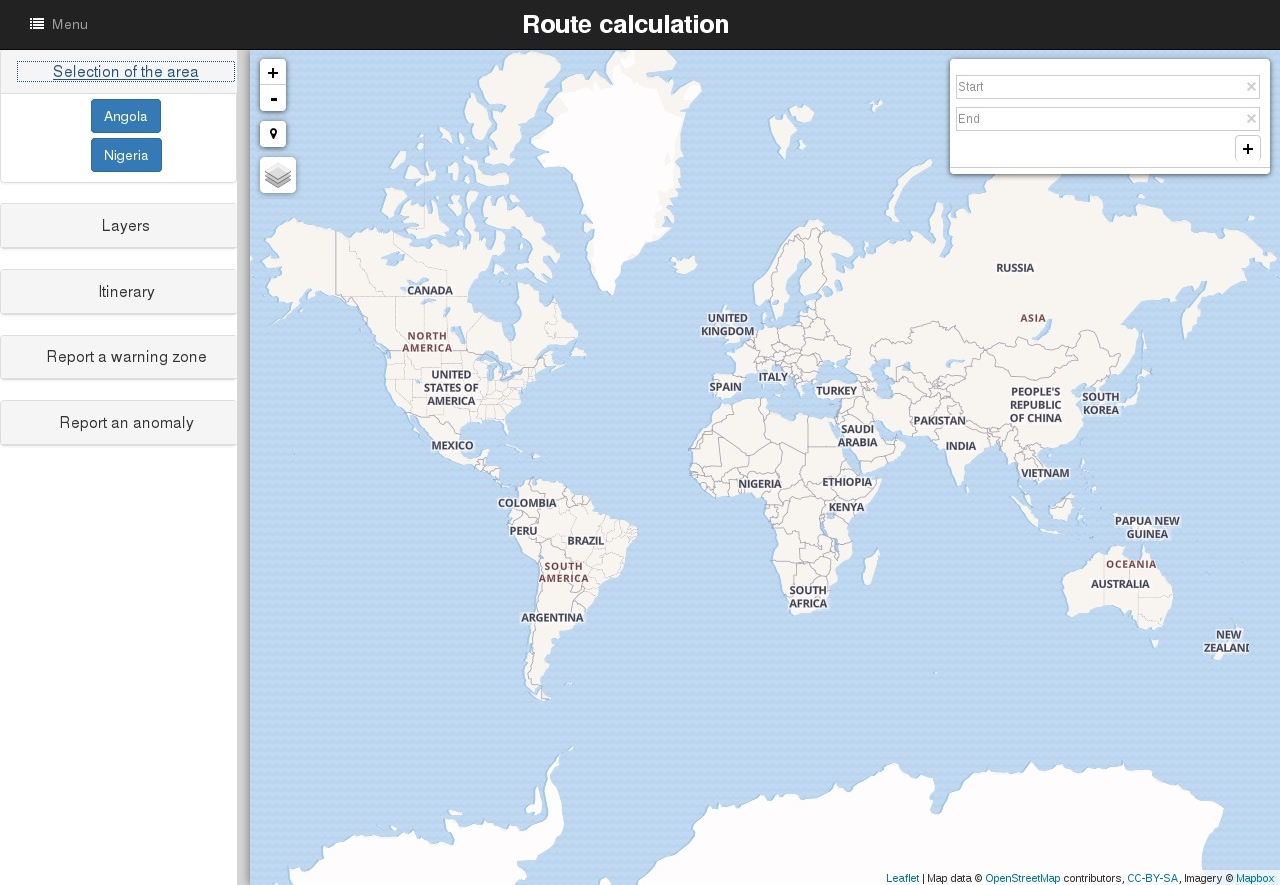 Menu
Route calculation
Selection of the area
Angola
Nigeria
Layers
Itinerary
Report a warning zone
Report an anomaly
+
-
Start ×
End ×
+
RUSSIA
CANADA
ASIA
UNITED
KINGDOM
NORTH
AMERICA
UNITED
STATES OF
AMERICA
ITALY
SPAIN
TURKEY
PEOPLE'S
REPUBLIC
OF CHINA
SOUTH
KOREA
PAKISTAN
SAUDI
ARABIA
MEXICO
INDIA
VIETNAM
NIGERIA
ETHIOPIA
COLOMBIA
KENYA
PAPUA NEW
GUINEA
PERU
BRAZIL
SOUTH
AMERICA
OCEANIA
AUSTRALIA
SOUTH
AFRICA
ARGENTINA
NEW
ZEALAND
Leaflet | Map data © OpenStreetMap contributors, CC-BY-SA, Imagery © Mapbox